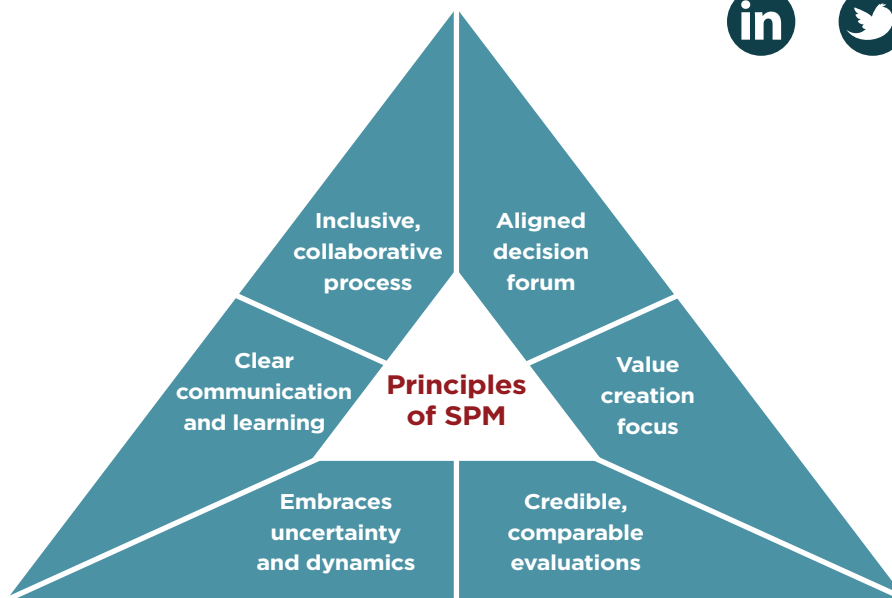 in
Inclusive,
collaborative
process
Aligned
decision
forum
Clear
communication
and learning
Principles
of SPM
Value
creation
focus
Embraces
uncertainty
and dynamics
Credible,
comparable
evaluations